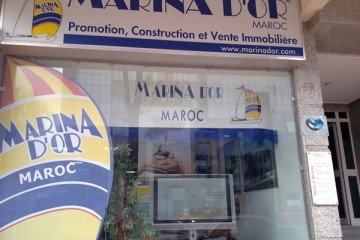 MARINA D'OR
MARINA D'OR
MAROC
Promotion, Construction et Vente Immobilière
www.marinador.com
MARINA D'OR
MAROC
MARINA
D'OR
MAROC
59